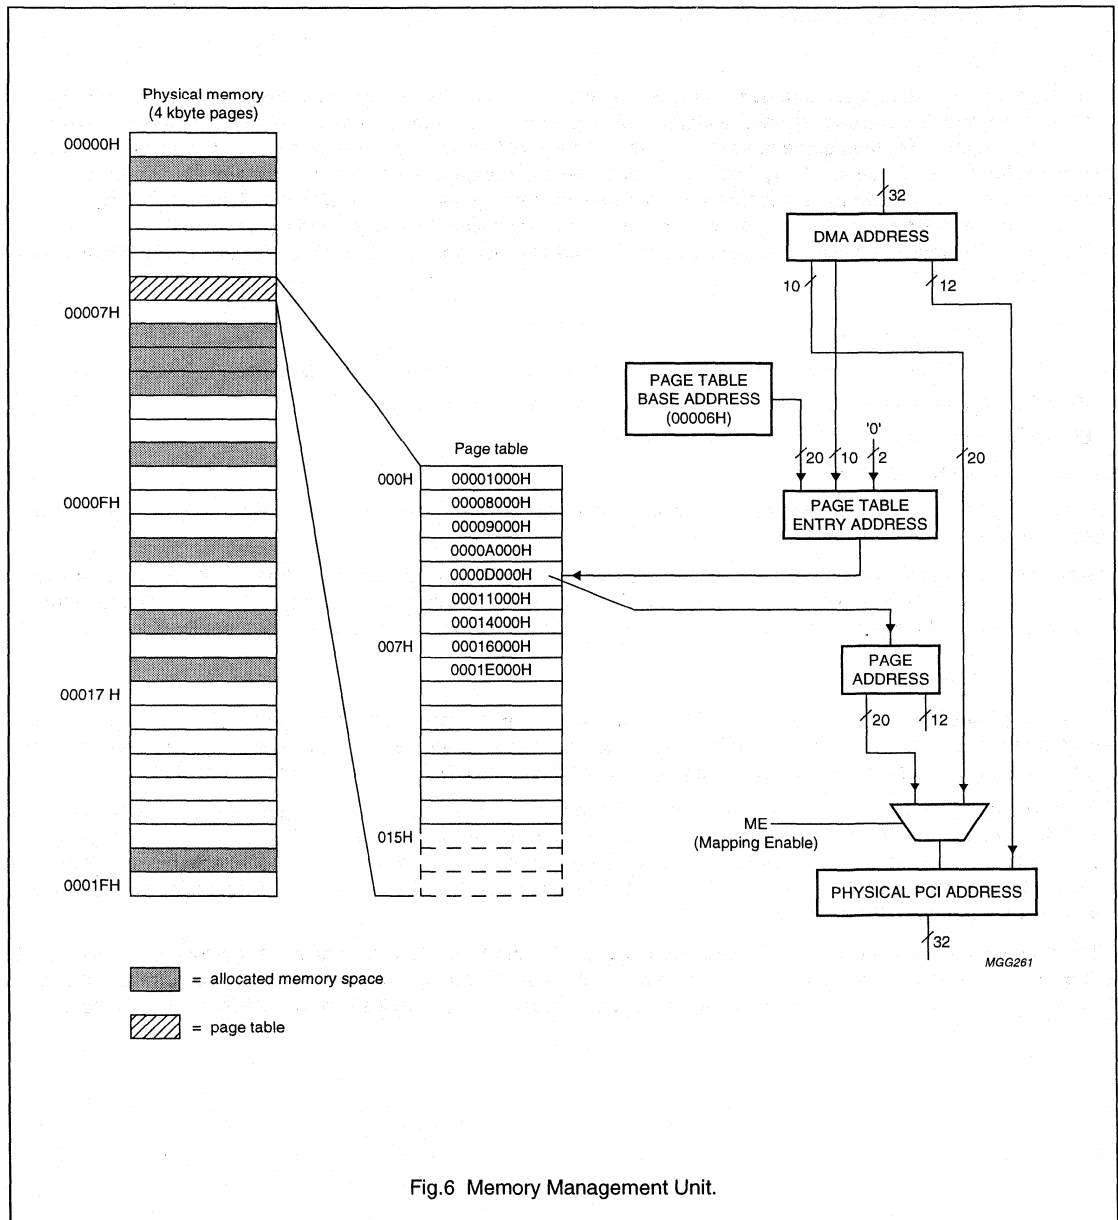 Physical memory
(4 kbyte pages)
00000H
00007H
0000FH
00017 H
0001FH
= allocated memory space
= page table
Page table
000H
00001000H
00008000H
00009000H
0000A000H
0000D000H
00011000H
00014000H
007H
00016000H
0001E000H
015H
32
DMA ADDRESS
10
12
PAGE TABLE
BASE ADDRESS
(00006H)
'0'
20
10
2
20
PAGE TABLE
ENTRY ADDRESS
PAGE
ADDRESS
20
12
ME
(Mapping Enable)
PHYSICAL PCI ADDRESS
32
MGG261
Fig.6 Memory Management Unit.